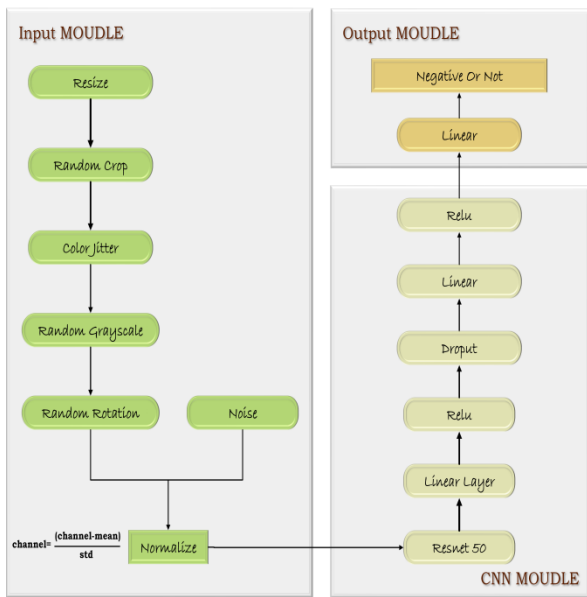 Input MOUDLE
Resize
Random Crop
Color Jitter
Random Grayscale
Random Rotation
Noise
channel= (channel-mean)
std
Normalize
Output MOUDLE
Negative Or Not
Linear
Relu
Linear
Droput
Relu
Linear Layer
Resnet 50
CNN MOUDLE